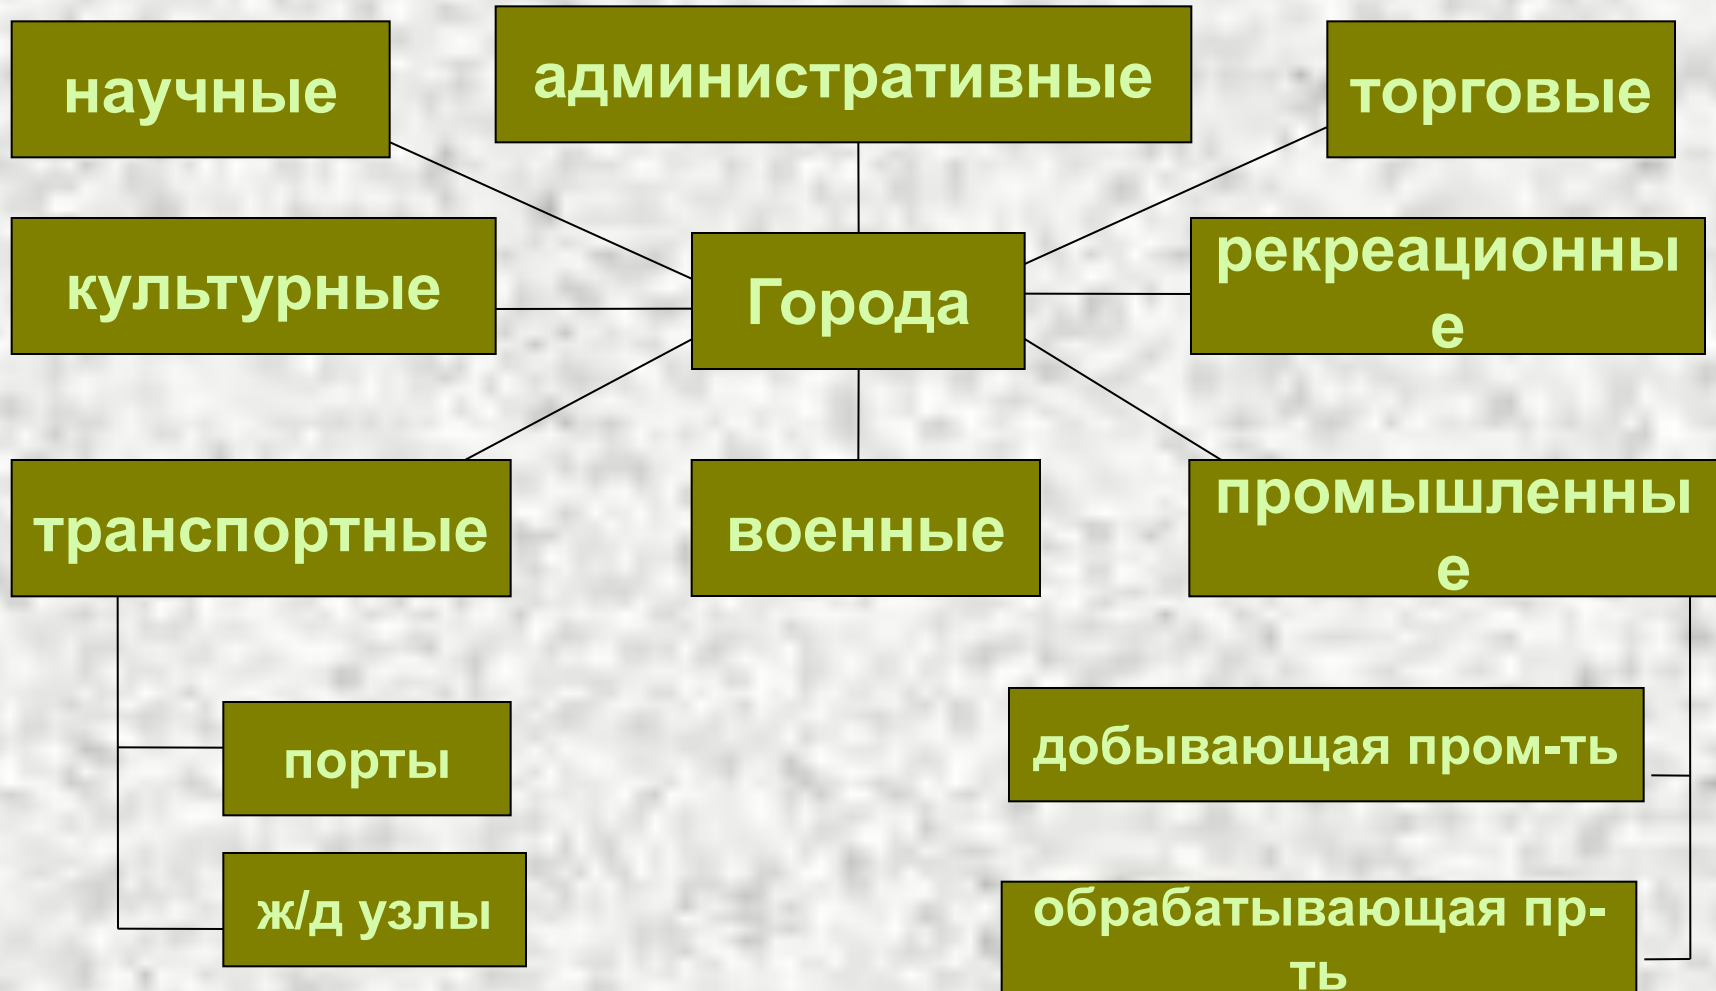 научные
административные
торговые
культурные
Города
рекреационны
е
транспортные
военные
промышленны
е
порты
добывающая пром-ть
ж/д узлы
обрабатывающая пр-
ть